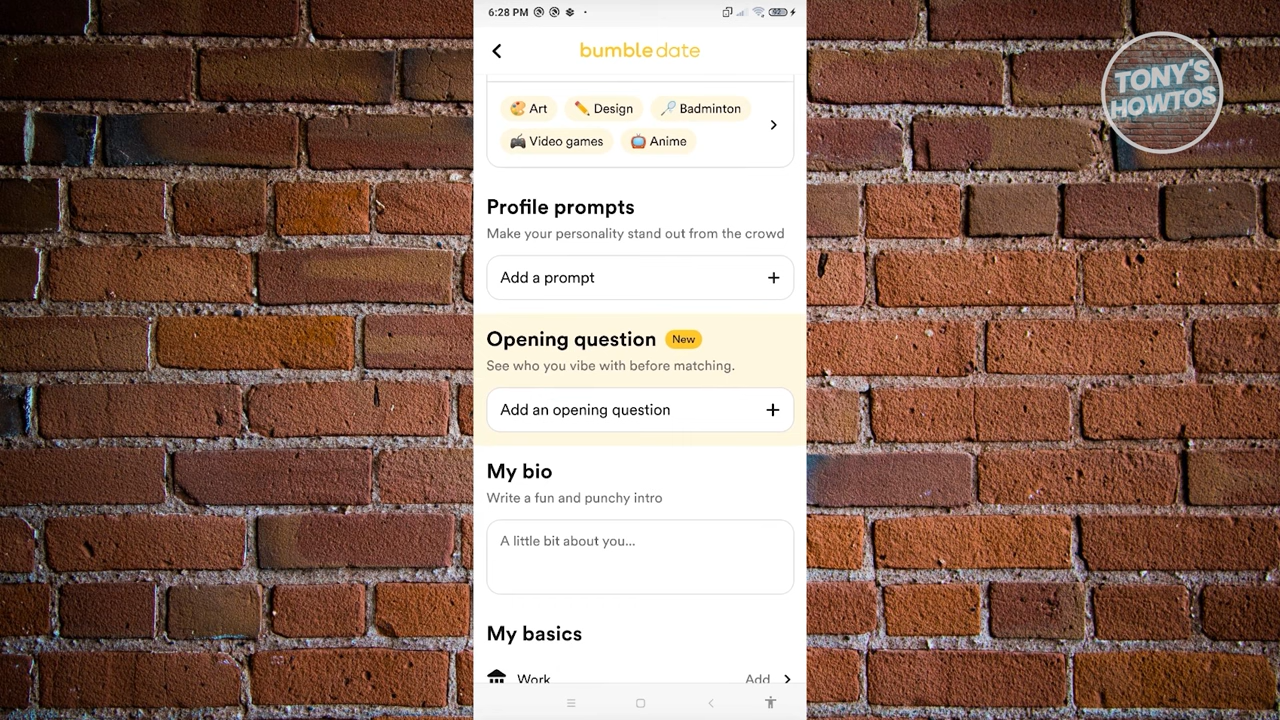 6:28 PM
92
bumble date
TONY'S
HOWTOS
Art
Design
Badminton
Video games
Anime
Profile prompts
Make your personality stand out from the crowd
Add a prompt
Opening question New
See who you vibe with before matching.
Add an opening question
My bio
Write a fun and punchy intro
A little bit about you...
My basics
Work
Add